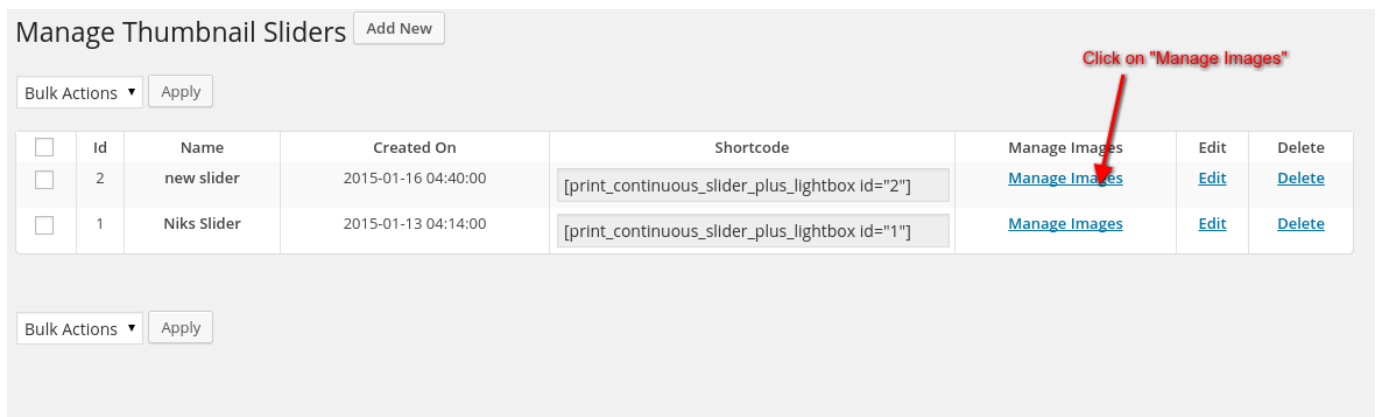 Manage Thumbnail Sliders Add New
Click on "Manage Images"
Bulk Actions Apply
Id Name Created On Shortcode Manage Images Edit Delete
2 new slider 2015-01-16 04:40:00 [print_continuous_slider_plus_lightbox id="2"] Manage Images Edit Delete
1 Niks Slider 2015-01-13 04:14:00 [print_continuous_slider_plus_lightbox id="1"] Manage Images Edit Delete
Bulk Actions Apply